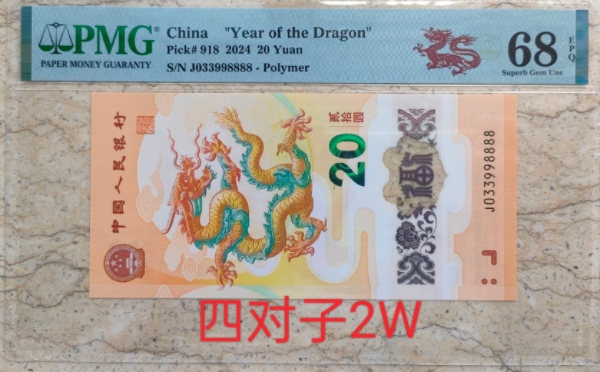 PMG
PAPER MONEY GUARANTY
China "Year of the Dragon"
Pick# 918 2024 20 Yuan
S/N J033998888 - Polymer
68 EPQ
Superb Gem Unc
中国人民银行
贰拾圆
20
福
J033998888
四对子2W